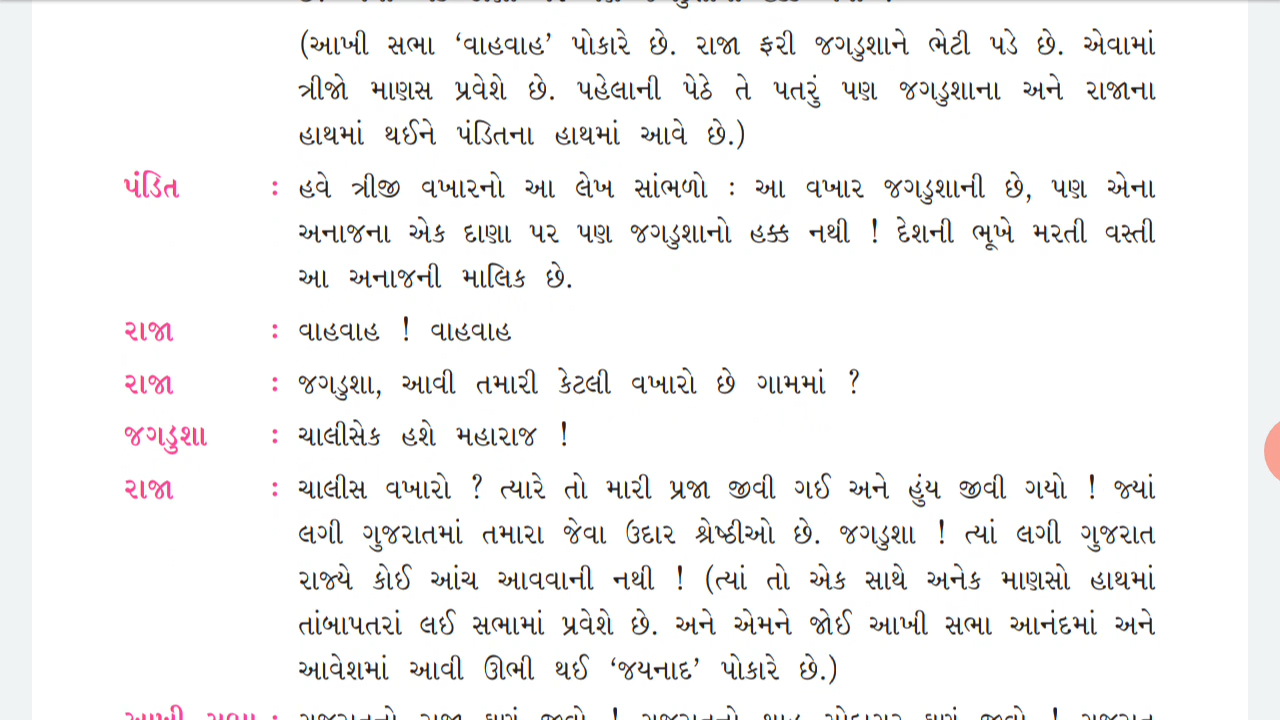 (આખી સભા ‘વાહવાહ’ પોકારે છે. રાજા ફરી જગડુશાને ભેટી પડે છે. એવામાં
ત્રીજો માણસ પ્રવેશે છે. પહેલાની પેઠે તે પતરું પણ જગડુશાના અને રાજાના
હાથમાં થઈને પંડિતના હાથમાં આવે છે.)
પંડિત : હવે ત્રીજી વખારનો આ લેખ સાંભળો : આ વખાર જગડુશાની છે, પણ એના
અનાજના એક દાણા પર પણ જગડુશાનો હક્ક નથી ! દેશની ભૂખે મરતી વસ્તી
આ અનાજની માલિક છે.
રાજા : વાહવાહ ! વાહવાહ
રાજા : જગડુશા, આવી તમારી કેટલી વખારો છે ગામમાં ?
જગડુશા : ચાલીસેક હશે મહારાજ !
રાજા : ચાલીસ વખારો ? ત્યારે તો મારી પ્રજા જીવી ગઈ અને હુંય જીવી ગયો ! જ્યાં
લગી ગુજરાતમાં તમારા જેવા ઉદાર શ્રેષ્ઠીઓ છે. જગડુશા ! ત્યાં લગી ગુજરાત
રાજ્યે કોઈ આંચ આવવાની નથી ! (ત્યાં તો એક સાથે અનેક માણસો હાથમાં
તાંબાપતરાં લઈ સભામાં પ્રવેશે છે. અને એમને જોઈ આખી સભા આનંદમાં અને
આવેશમાં આવી ઊભી થઈ ‘જયનાદ’ પોકારે છે.)